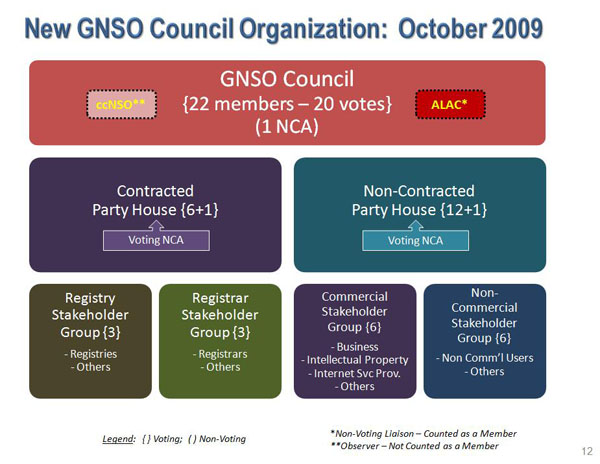 New GNSO Council Organization: October 2009
GNSO Council
{22 members – 20 votes}
(1 NCA)
ccNSO**
ALAC*
Contracted
Party House {6+1}
Voting NCA
Non-Contracted
Party House {12+1}
Voting NCA
Registry
Stakeholder
Group {3}
- Registries
- Others
Registrar
Stakeholder
Group {3}
- Registrars
- Others
Commercial
Stakeholder
Group {6}
- Business
- Intellectual Property
- Internet Svc Prov.
- Others
Non-
Commercial
Stakeholder
Group {6}
- Non Comm’l Users
- Others
Legend: { } Voting; ( ) Non-Voting
*Non-Voting Liaison – Counted as a Member
**Observer – Not Counted as a Member
12